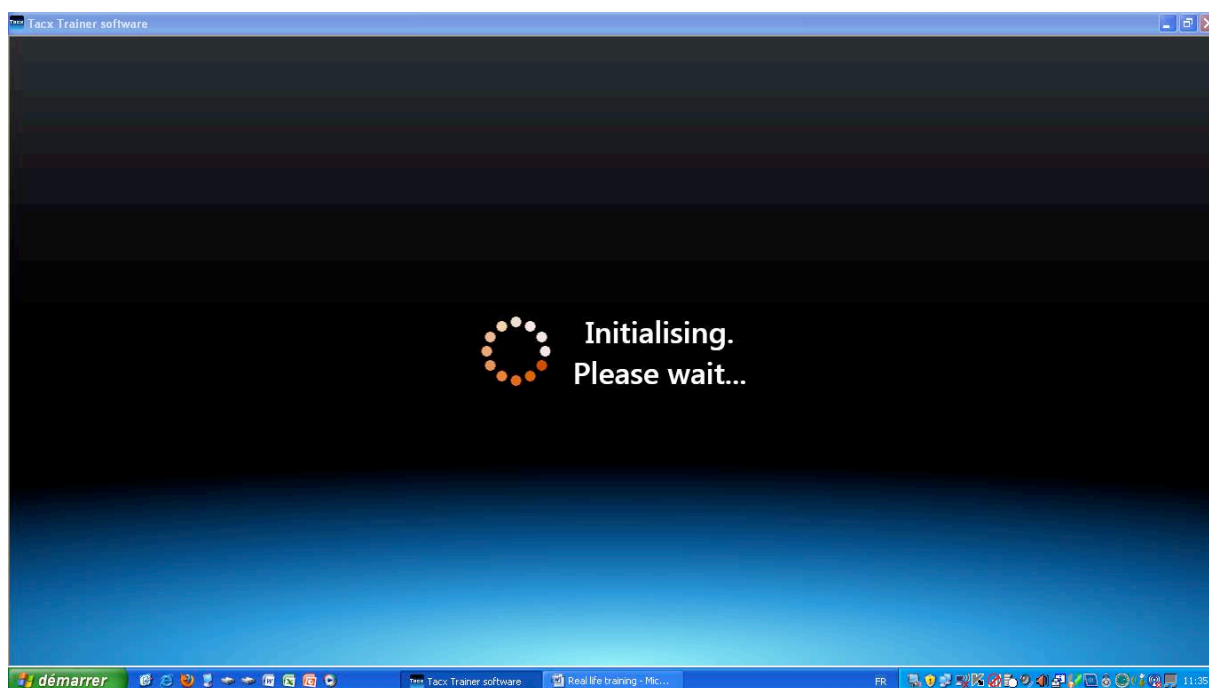 Tacx Trainer software
Initialising.
Please wait...
démarrer
Tacx Trainer software
Real life training - Mic...
FR
11:35